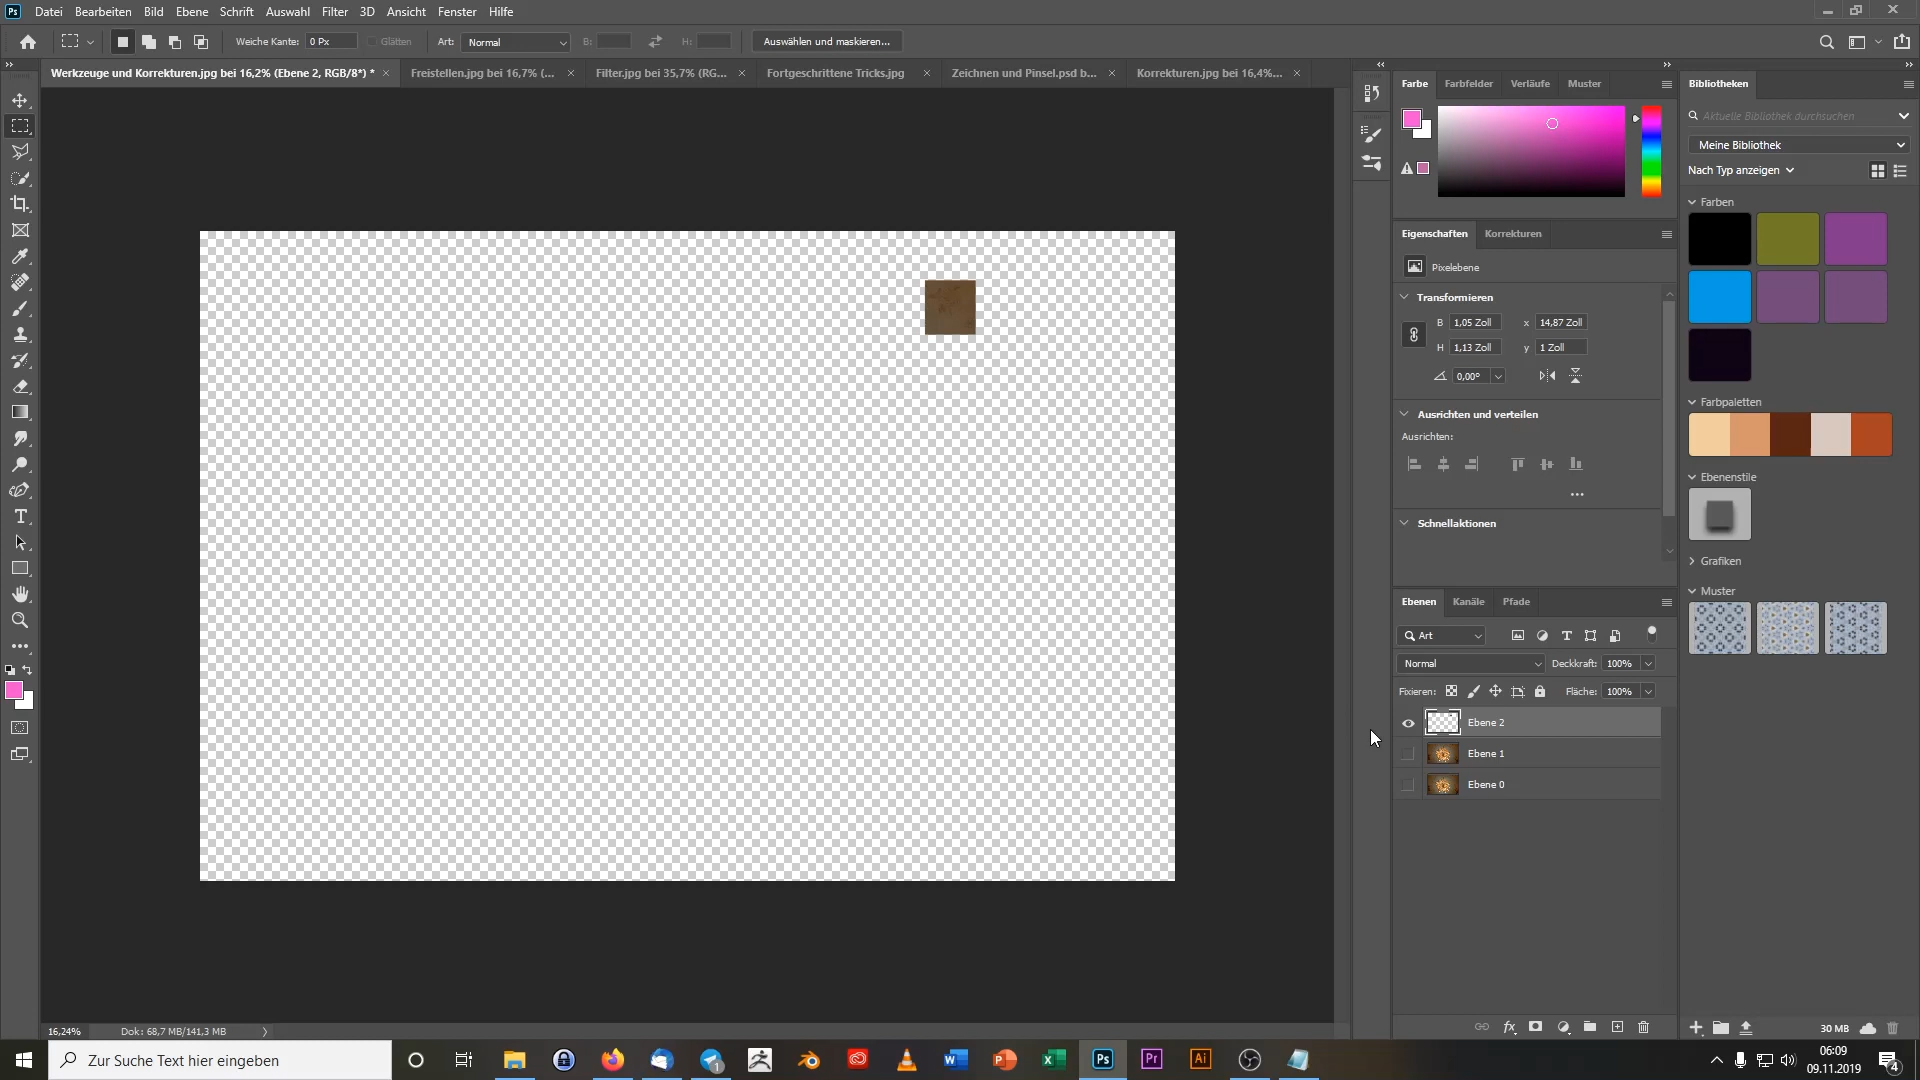 Ps Datei Bearbeiten Bild Ebene Schrift Auswahl Filter 3D Ansicht Fenster Hilfe
Weiche Kante: 0 Px Glätten Art: Normal B: H: Auswählen und maskieren...
Werkzeuge und Korrekturen.jpg bei 16,2% (Ebene 2, RGB/8*) * Freistellen.jpg bei 16,7% (... Filter.jpg bei 35,7% (RG... Fortgeschrittene Tricks.jpg Zeichnen und Pinsel.psd b... Korrekturen.jpg bei 16,4%...
Farbe Farbfelder Verläufe Muster
Eigenschaften Korrekturen
Pixelebene
Transformieren
B 1,05 Zoll x 14,87 Zoll
H 1,13 Zoll y 1 Zoll
0,00°
Ausrichten und verteilen
Ausrichten:
Schnellaktionen
Ebenen Kanäle Pfade
Art
Normal Deckkraft: 100%
Fixieren: Fläche: 100%
Ebene 2
Ebene 1
Ebene 0
Bibliotheken
Aktuelle Bibliothek durchsuchen
Meine Bibliothek
Nach Typ anzeigen
Farben
Farbpaletten
Ebenenstile
Grafiken
Muster
30 MB
16,24% Dok: 68,7 MB/141,3 MB
Zur Suche Text hier eingeben
1
W
P
X
Ps
Pr
Ai
06:09
09.11.2019
4